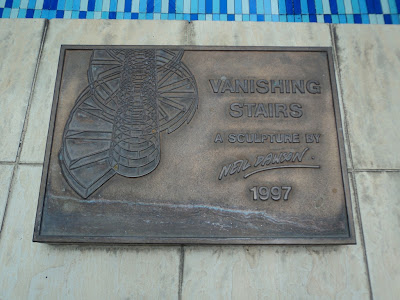 VANISHING
STAIRS
A SCULPTURE BY
NEIL DAWSON.
1997